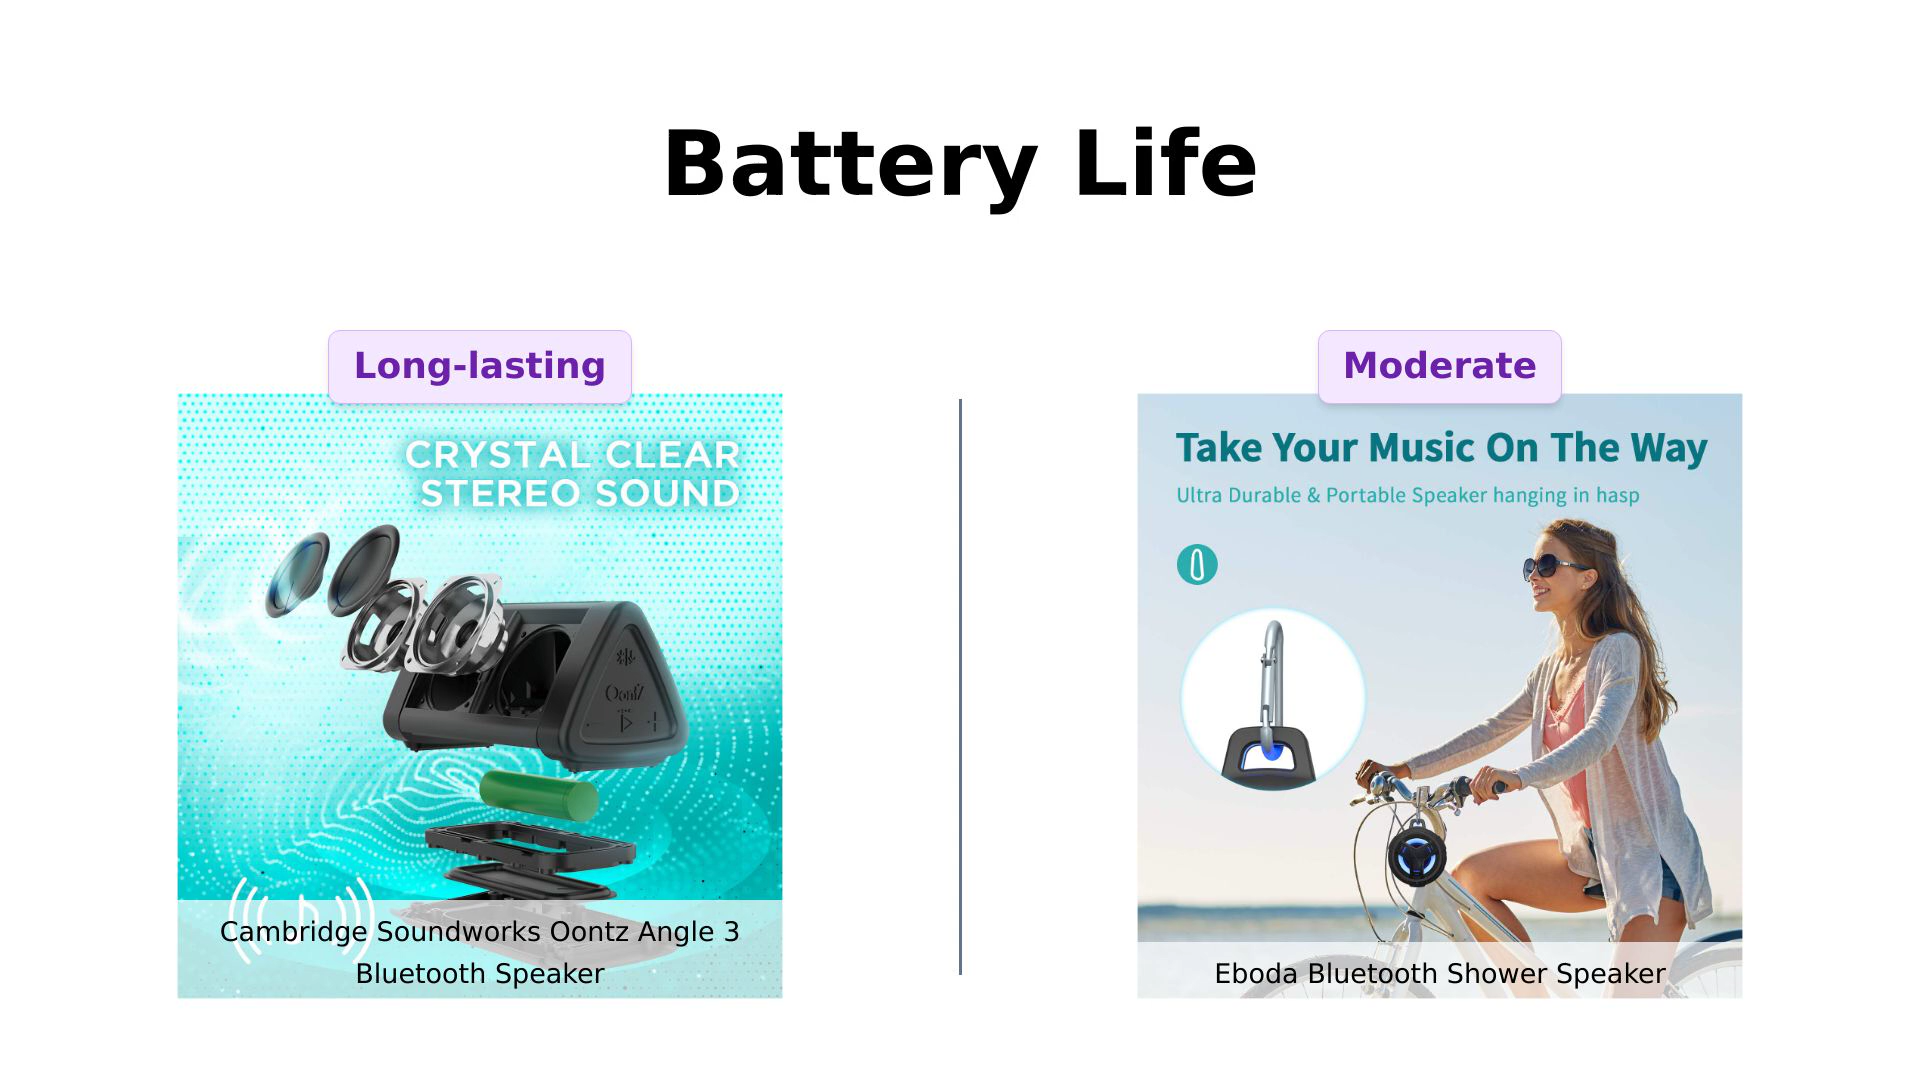 Battery Life
Long-lasting
CRYSTAL CLEAR
STEREO SOUND
Oontz
Cambridge Soundworks Oontz Angle 3
Bluetooth Speaker
Moderate
Take Your Music On The Way
Ultra Durable & Portable Speaker hanging in hasp
Eboda Bluetooth Shower Speaker